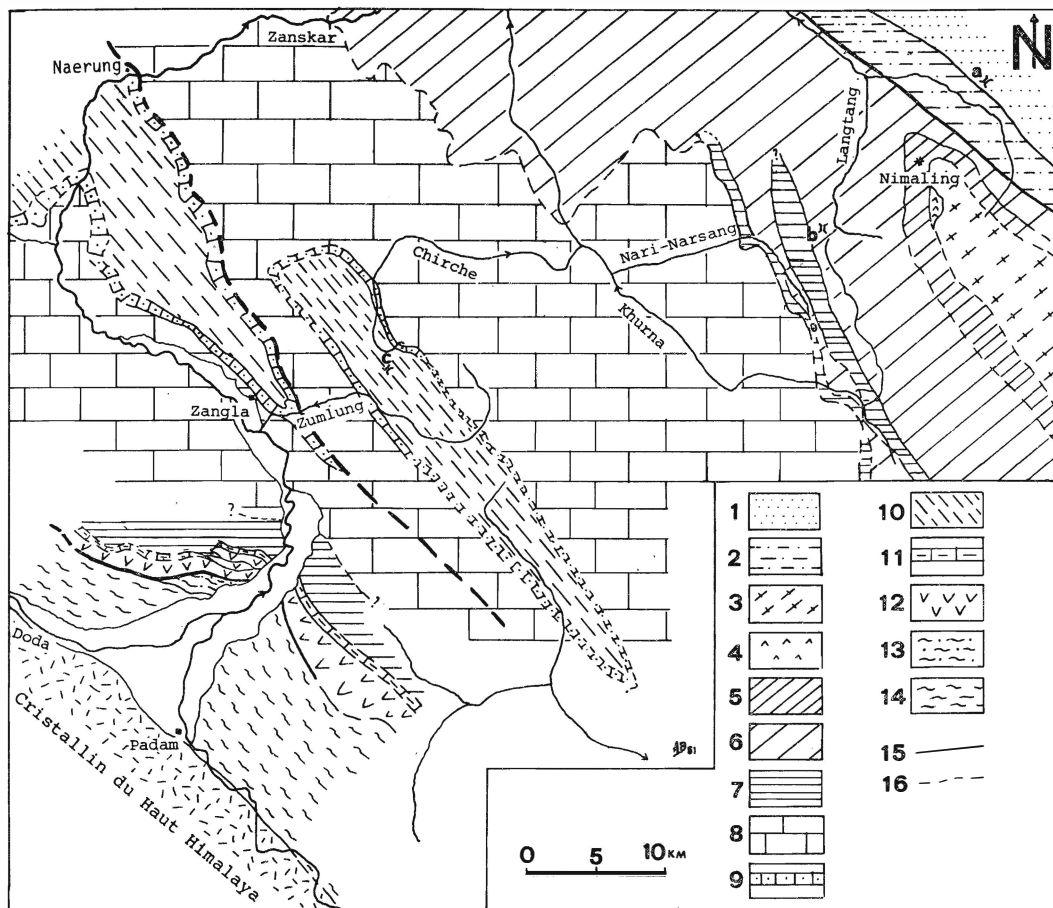 Zanskar
N
Naerung
a
Langtang
Nimaling
Chirche
Nari-Narsang
b
Khurna
?
c
Zangla
Zumlung
?
?
?
Doda
Padam
Cristallin du Haut Himalaya
0 5 10 KM
1
2
3
4
5
6
7
8
9
10
11
12
13
14
15
16